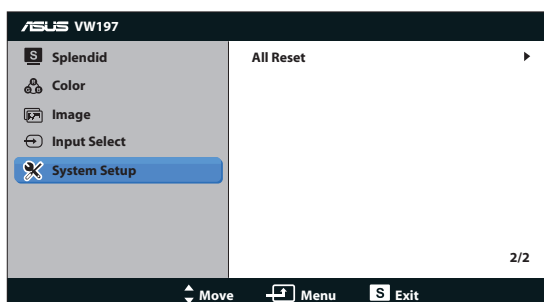 ASUS VW197
S Splendid
Color
Image
Input Select
System Setup
All Reset
2/2
Move Menu S Exit